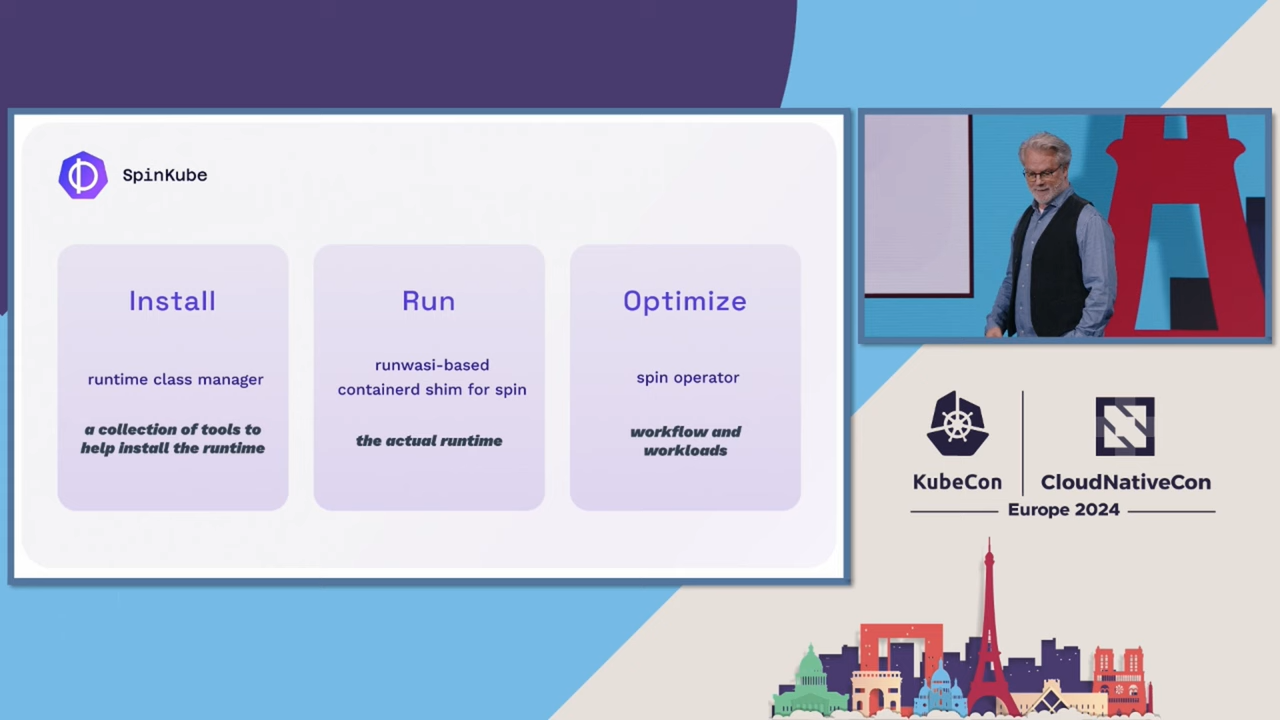 SpinKube
Install
runtime class manager
a collection of tools to
help install the runtime
Run
runwasi-based
containerd shim for spin
the actual runtime
Optimize
spin operator
workflow and
workloads
KubeCon
CloudNativeCon
Europe 2024